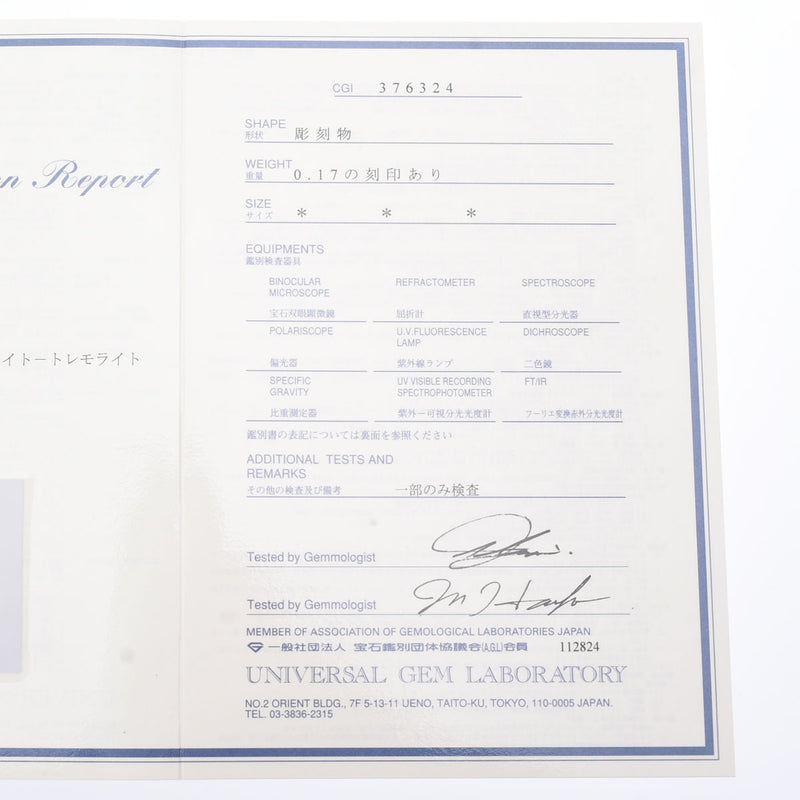 n Report
イトートレモライト
CGI 376324
SHAPE
形状 彫刻物
WEIGHT
重量 0.17の刻印あり
SIZE
サイズ * * *
EQUIPMENTS
鑑別検査器具
BINOCULAR MICROSCOPE REFRACTOMETER SPECTROSCOPE
宝石双眼顕微鏡 屈折計 直視型分光器
POLARISCOPE U.V.FLUORESCENCE LAMP DICHROSCOPE
偏光器 紫外線ランプ 二色鏡
SPECIFIC GRAVITY UV VISIBLE RECORDING SPECTROPHOTOMETER FT/IR
比重測定器 紫外ー可視分光光度計 フーリエ変換赤外分光光度計
鑑別書の表記については裏面を参照ください
ADDITIONAL TESTS AND
REMARKS
その他の検査及び備考 一部のみ検査
Tested by Gemmologist
Tested by Gemmologist
MEMBER OF ASSOCIATION OF GEMOLOGICAL LABORATORIES JAPAN
一般社団法人 宝石鑑別団体協議会(A.G.L)会員 112824
UNIVERSAL GEM LABORATORY
NO.2 ORIENT BLDG., 7F 5-13-11 UENO, TAITO-KU, TOKYO, 110-0005 JAPAN.
TEL. 03-3836-2315